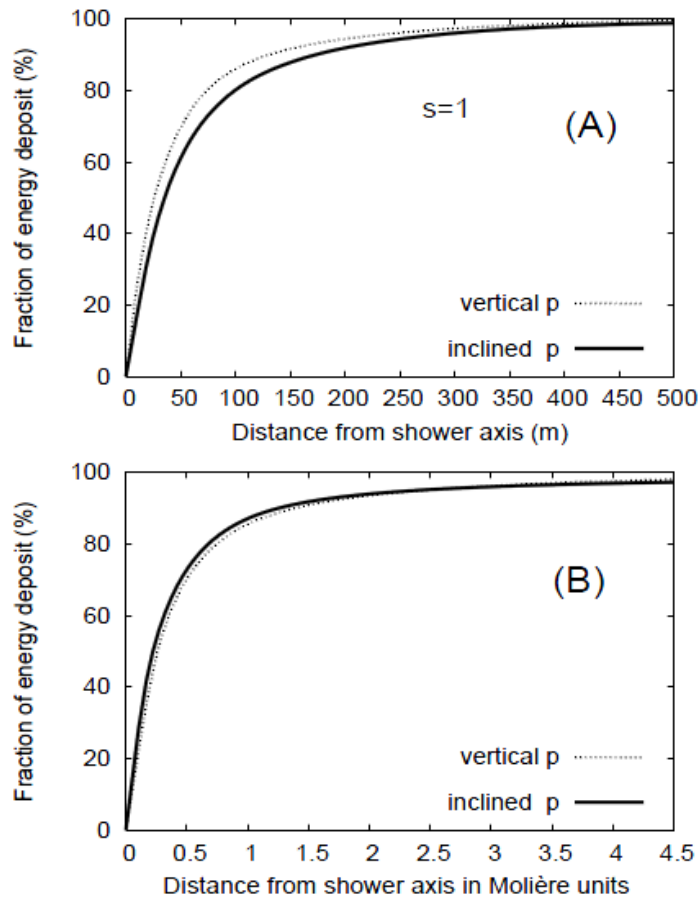 Fraction of energy deposit (%)
100
80
60
40
20
0
s=1
(A)
vertical p
inclined p
0 50 100 150 200 250 300 350 400 450 500
Distance from shower axis (m)
Fraction of energy deposit (%)
100
80
60
40
20
0
(B)
vertical p
inclined p
0 0.5 1 1.5 2 2.5 3 3.5 4 4.5
Distance from shower axis in Molière units